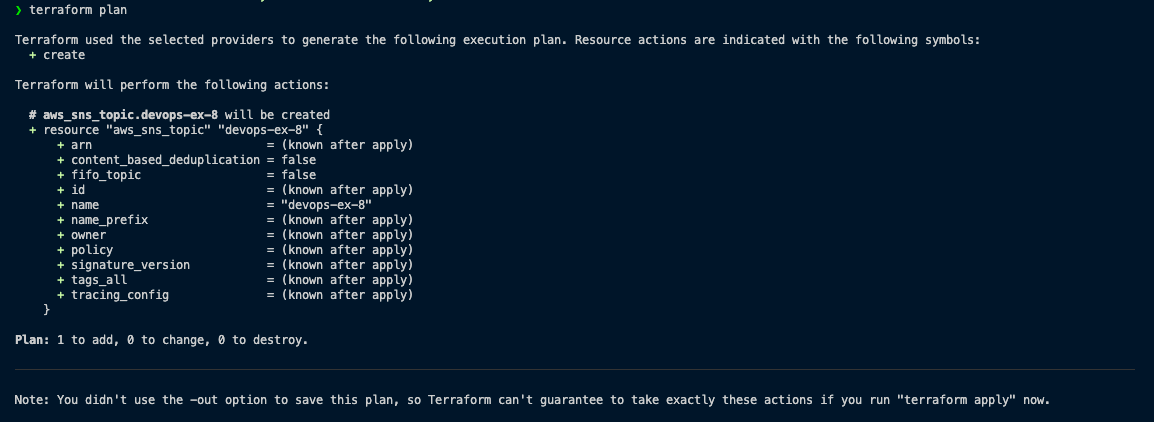 ❯ terraform plan
Terraform used the selected providers to generate the following execution plan. Resource actions are indicated with the following symbols:
  + create
Terraform will perform the following actions:
  # aws_sns_topic.devops-ex-8 will be created
  + resource "aws_sns_topic" "devops-ex-8" {
      + arn                         = (known after apply)
      + content_based_deduplication = false
      + fifo_topic                  = false
      + id                          = (known after apply)
      + name                        = "devops-ex-8"
      + name_prefix                 = (known after apply)
      + owner                       = (known after apply)
      + policy                      = (known after apply)
      + signature_version           = (known after apply)
      + tags_all                    = (known after apply)
      + tracing_config              = (known after apply)
    }
Plan: 1 to add, 0 to change, 0 to destroy.
Note: You didn't use the -out option to save this plan, so Terraform can't guarantee to take exactly these actions if you run "terraform apply" now.